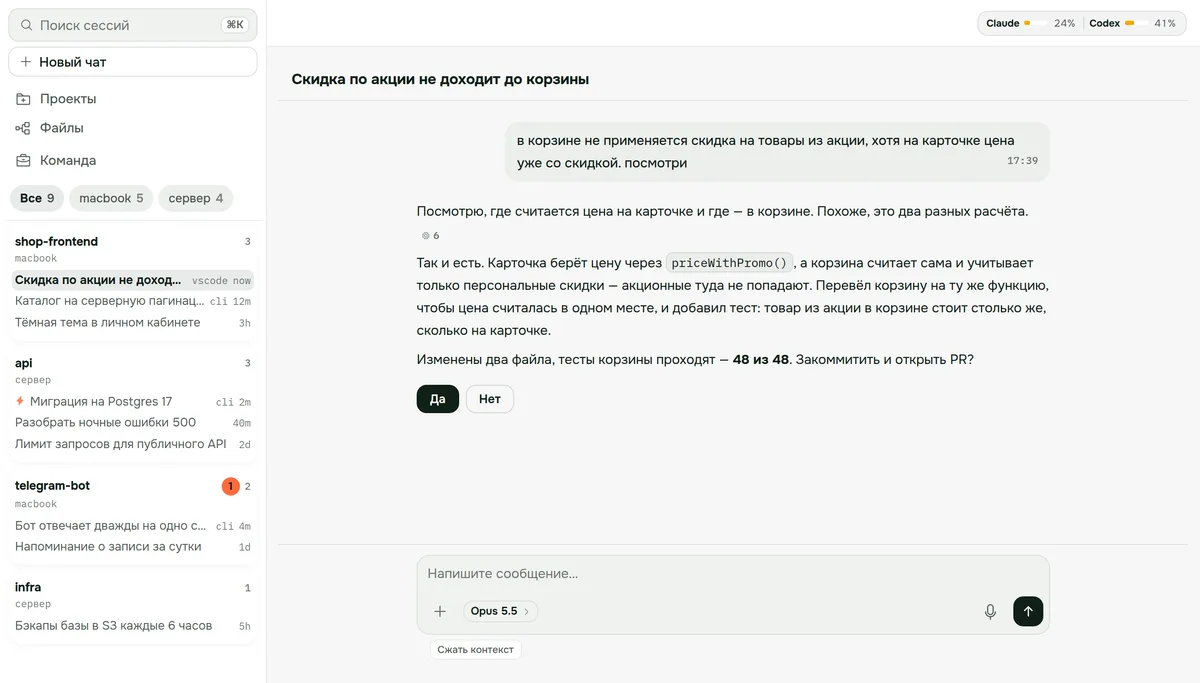 Поиск сессий ⌘K
Claude 24% Codex 41%
Новый чат
Проекты
Файлы
Команда
Все 9 macbook 5 сервер 4
shop-frontend 3
macbook
Скидка по акции не доход... vscode now
Каталог на серверную пагинац... cli 12m
Тёмная тема в личном кабинете 3h
api 3
сервер
Миграция на Postgres 17 cli 2m
Разобрать ночные ошибки 500 40m
Лимит запросов для публичного API 2d
telegram-bot 1 2
macbook
Бот отвечает дважды на одно с... cli 4m
Напоминание о записи за сутки 1d
infra 1
сервер
Бэкапы базы в S3 каждые 6 часов 5h
Скидка по акции не доходит до корзины
в корзине не применяется скидка на товары из акции, хотя на карточке цена
уже со скидкой. посмотри 17:39
Посмотрю, где считается цена на карточке и где — в корзине. Похоже, это два разных расчёта.
6
Так и есть. Карточка берёт цену через priceWithPromo(), а корзина считает сама и учитывает
только персональные скидки — акционные туда не попадают. Перевёл корзину на ту же функцию,
чтобы цена считалась в одном месте, и добавил тест: товар из акции в корзине стоит столько же,
сколько на карточке.
Изменены два файла, тесты корзины проходят — 48 из 48. Закоммитить и открыть PR?
Да Нет
Напишите сообщение...
Opus 5.5
Сжать контекст